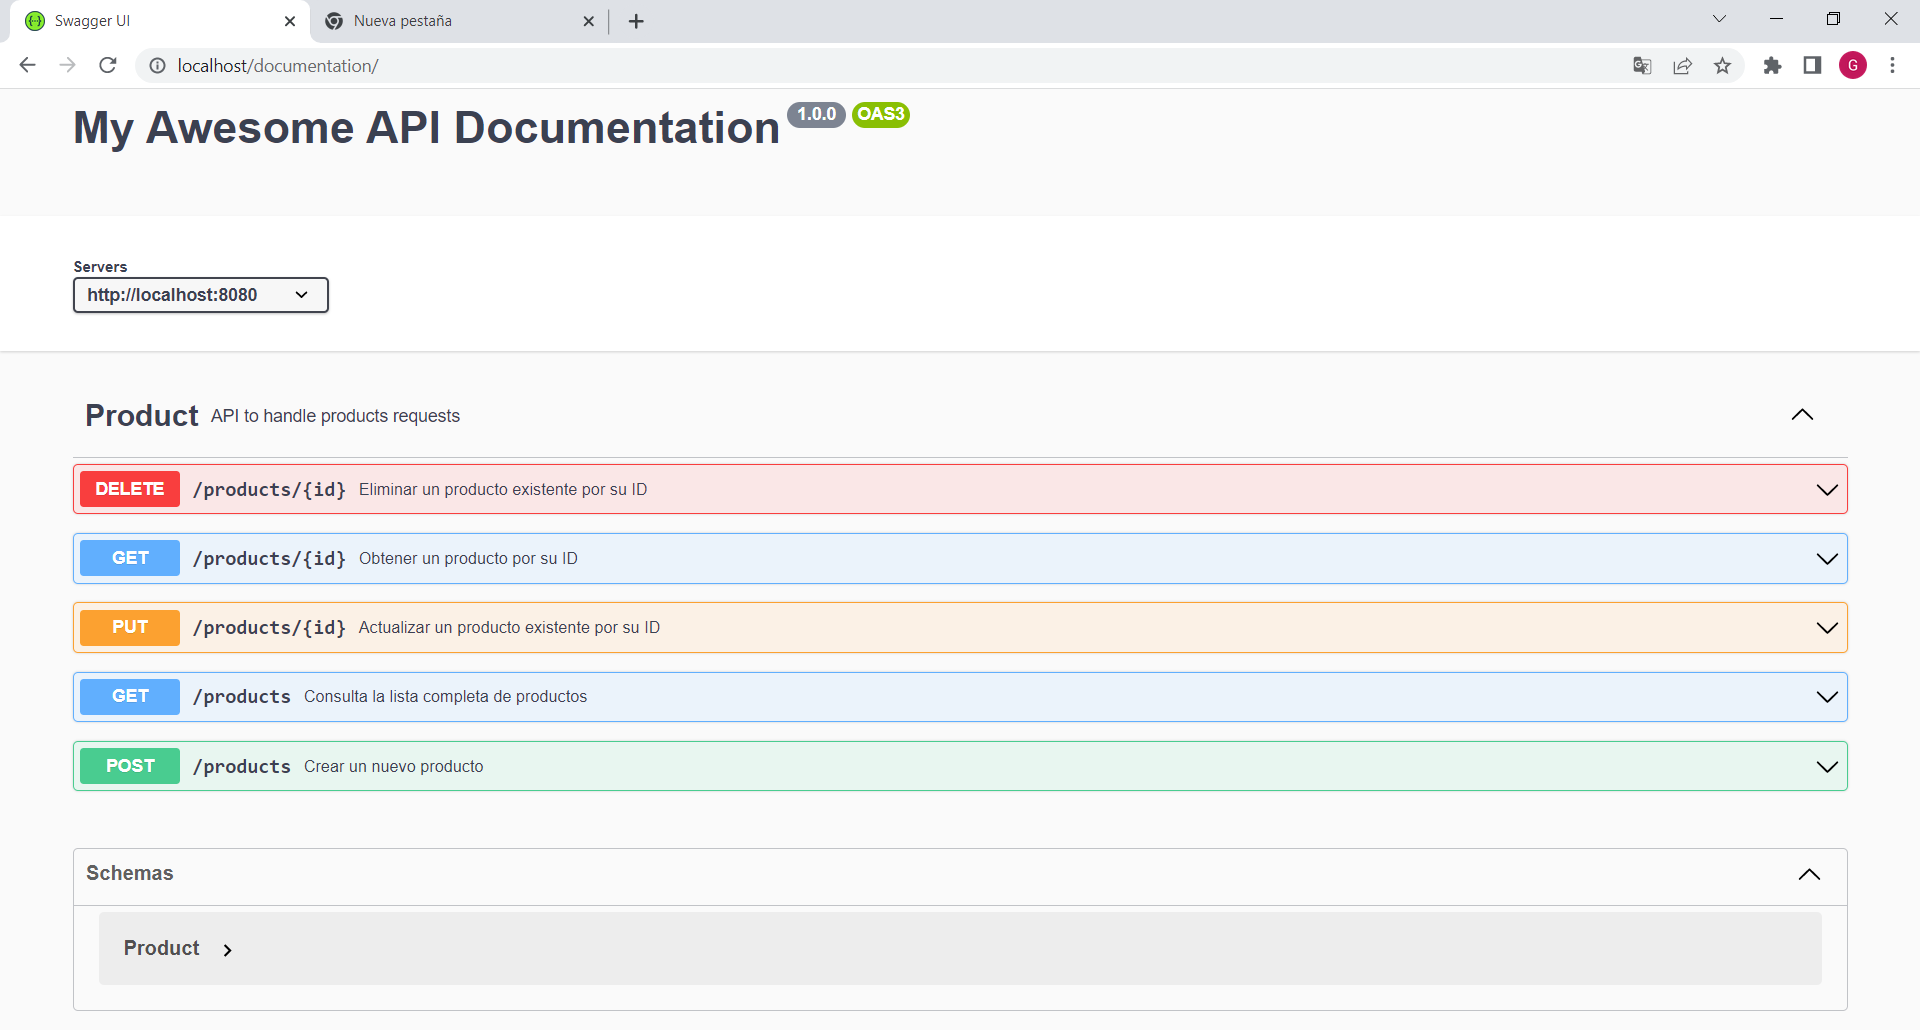 Swagger UI
Nueva pestaña
localhost/documentation/
G
My Awesome API Documentation 1.0.0 OAS3
Servers
http://localhost:8080
Product API to handle products requests
DELETE /products/{id} Eliminar un producto existente por su ID
GET /products/{id} Obtener un producto por su ID
PUT /products/{id} Actualizar un producto existente por su ID
GET /products Consulta la lista completa de productos
POST /products Crear un nuevo producto
Schemas
Product